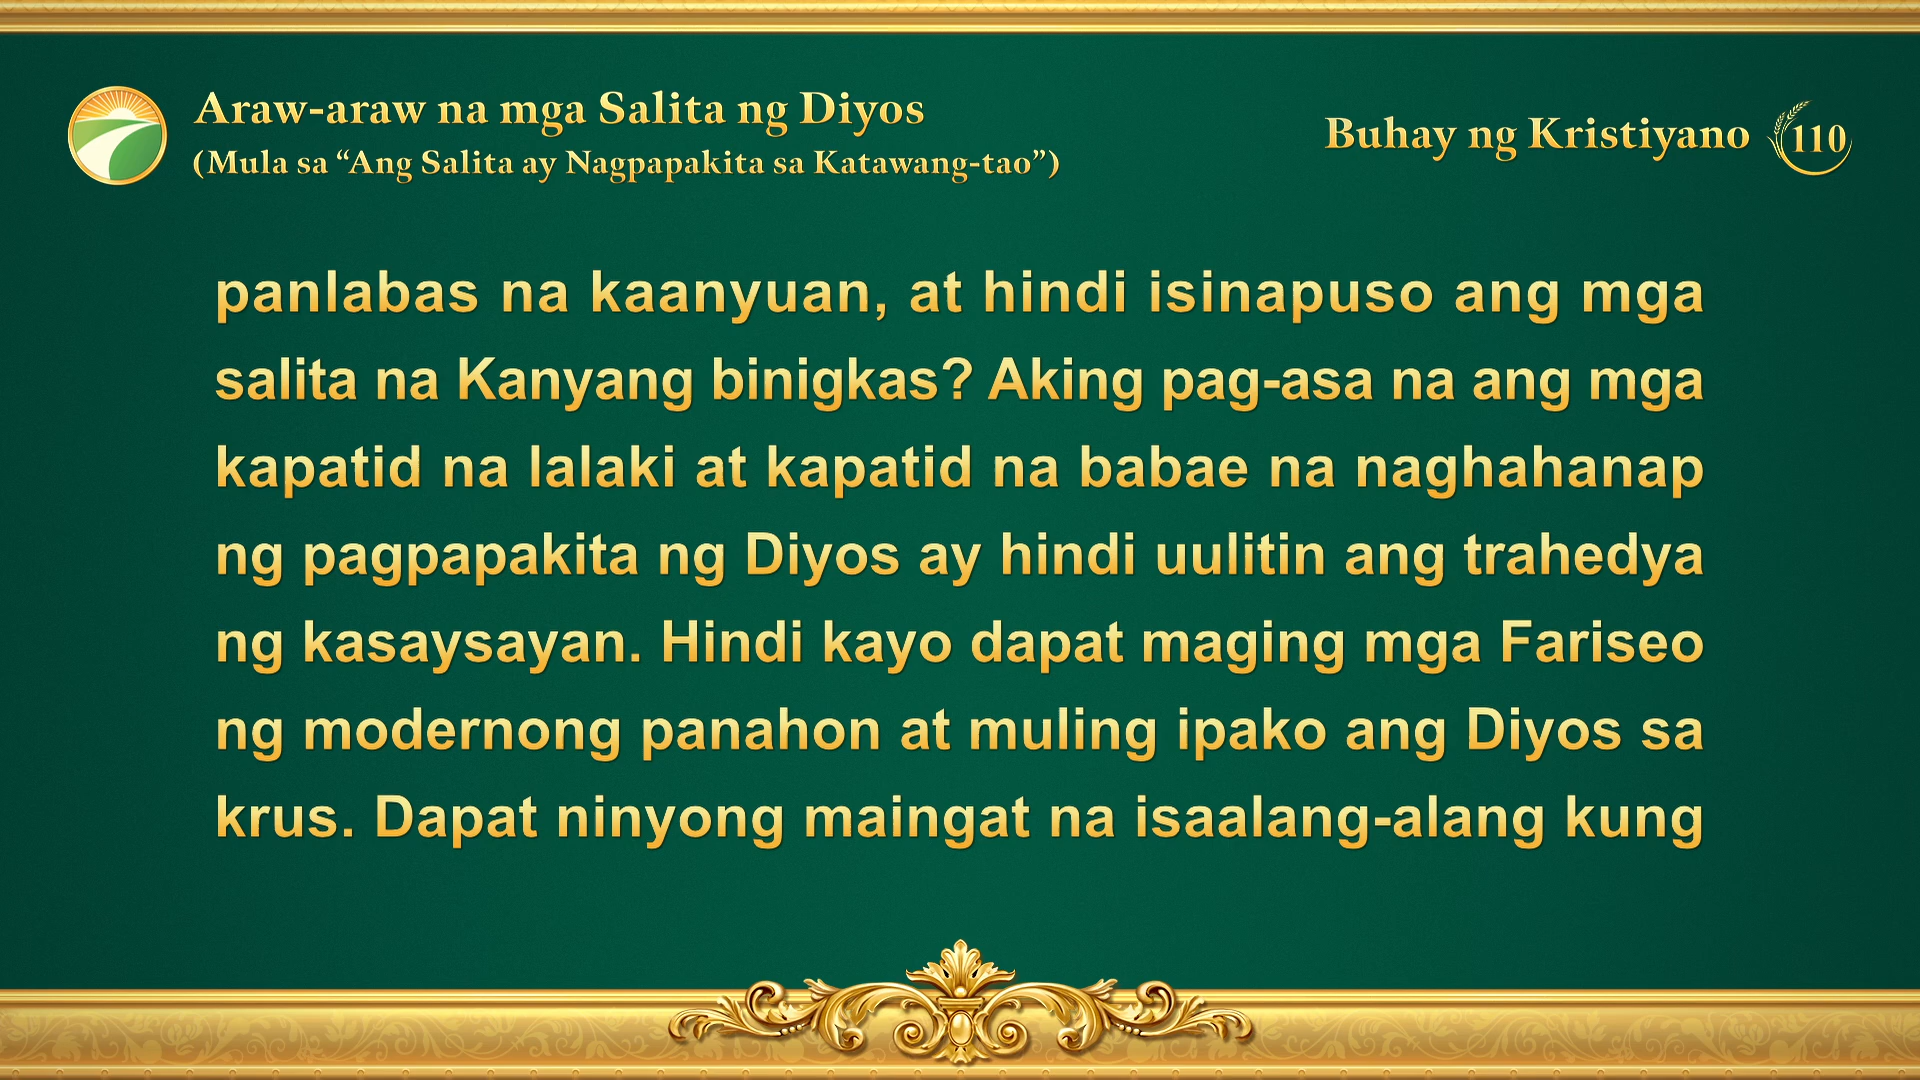 Araw-araw na mga Salita ng Diyos
(Mula sa “Ang Salita ay Nagpapakita sa Katawang-tao”)
Buhay ng Kristiyano 110
panlabas na kaanyuan, at hindi isinapuso ang mga
salita na Kanyang binigkas? Aking pag-asa na ang mga
kapatid na lalaki at kapatid na babae na naghahanap
ng pagpapakita ng Diyos ay hindi uulitin ang trahedya
ng kasaysayan. Hindi kayo dapat maging mga Fariseo
ng modernong panahon at muling ipako ang Diyos sa
krus. Dapat ninyong maingat na isaalang-alang kung